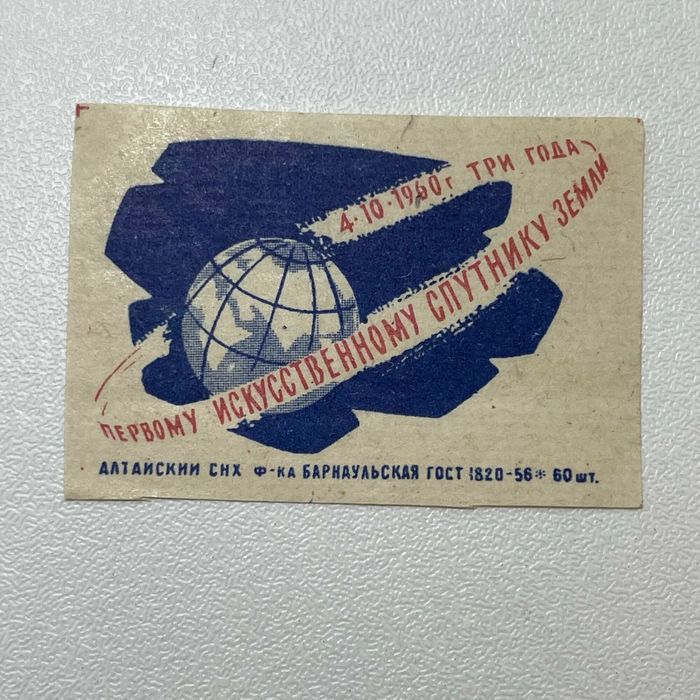 4·10·1960г ТРИ ГОДА
ПЕРВОМУ ИСКУССТВЕННОМУ СПУТНИКУ ЗЕМЛИ
АЛТАЙСКИЙ СНХ Ф-КА БАРНАУЛЬСКАЯ ГОСТ 1820-56 * 60 шт.